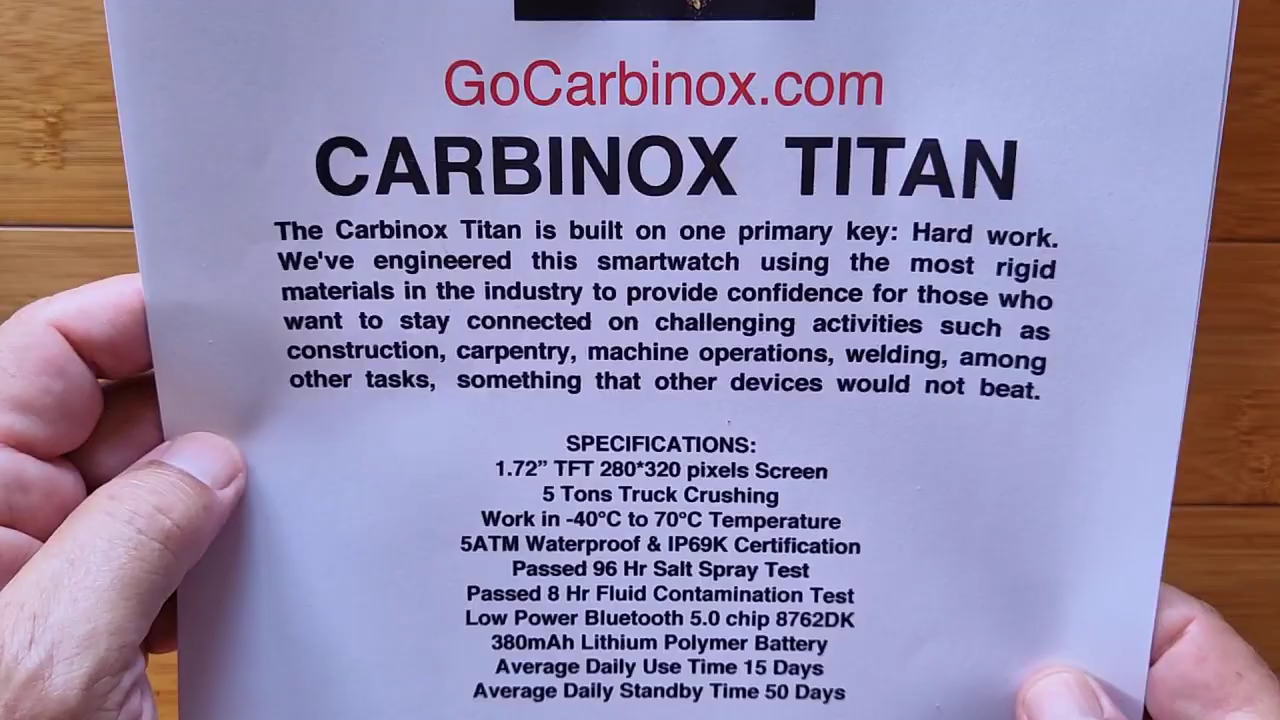 GoCarbinox.com
CARBINOX TITAN
The Carbinox Titan is built on one primary key: Hard work.
We've engineered this smartwatch using the most rigid
materials in the industry to provide confidence for those who
want to stay connected on challenging activities such as
construction, carpentry, machine operations, welding, among
other tasks, something that other devices would not beat.
SPECIFICATIONS:
1.72” TFT 280*320 pixels Screen
5 Tons Truck Crushing
Work in -40°C to 70°C Temperature
5ATM Waterproof & IP69K Certification
Passed 96 Hr Salt Spray Test
Passed 8 Hr Fluid Contamination Test
Low Power Bluetooth 5.0 chip 8762DK
380mAh Lithium Polymer Battery
Average Daily Use Time 15 Days
Average Daily Standby Time 50 Days